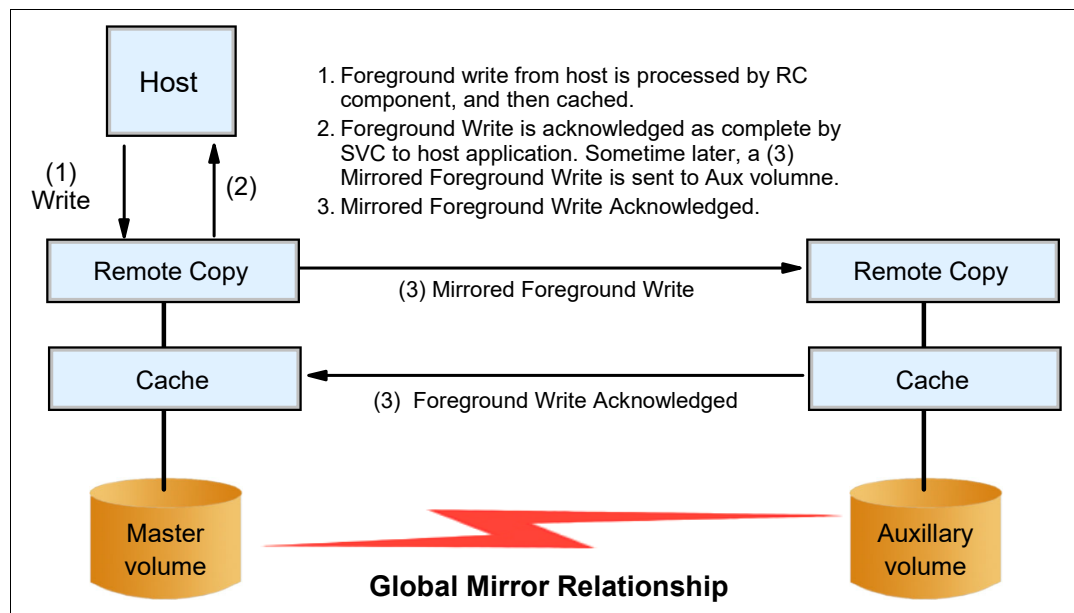 Host
1. Foreground write from host is processed by RC
component, and then cached.
2. Foreground Write is acknowledged as complete by
SVC to host application. Sometime later, a (3)
Mirrored Foreground Write is sent to Aux volumne.
3. Mirrored Foreground Write Acknowledged.
(1)
Write
(2)
Remote Copy
(3) Mirrored Foreground Write
Remote Copy
Cache
(3) Foreground Write Acknowledged
Cache
Master
volume
Auxillary
volume
Global Mirror Relationship